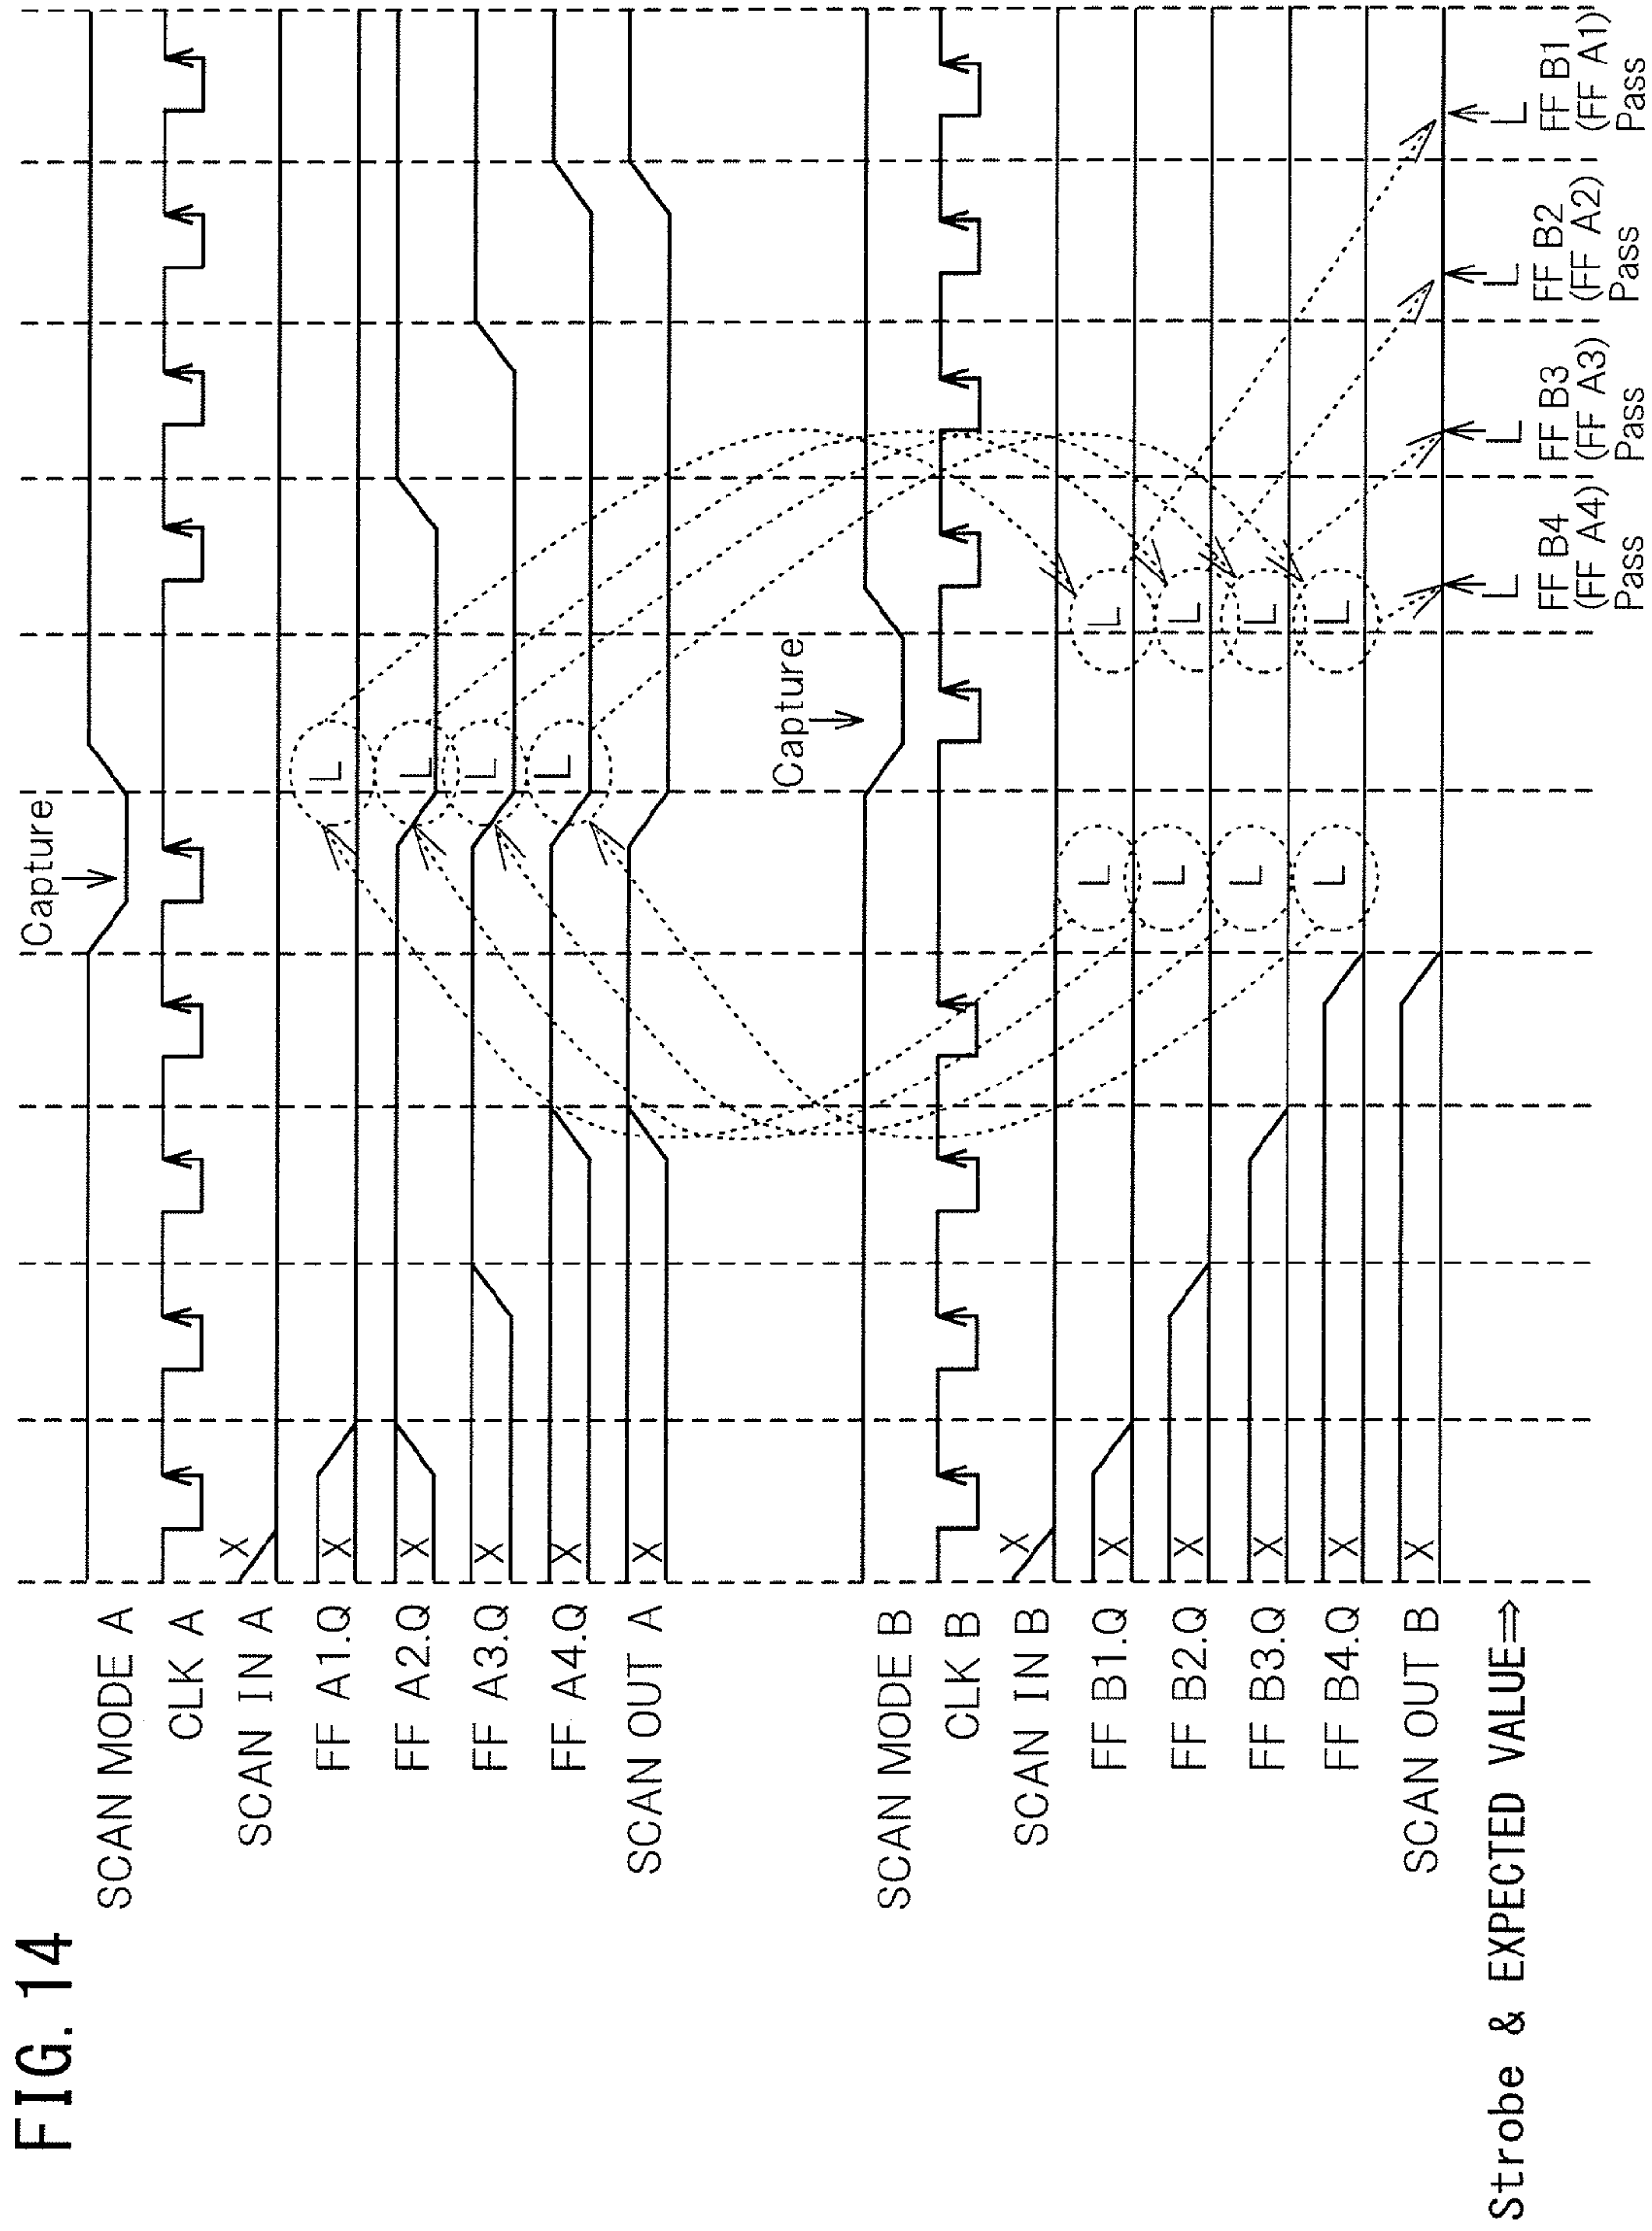 FIG. 14
Capture
SCAN MODE A
CLK A
SCAN IN A
X
FF A1.Q
X
L
FF A2.Q
X
L
FF A3.Q
X
L
FF A4.Q
X
L
SCAN OUT A
X
Capture
SCAN MODE B
CLK B
SCAN IN B
X
FF B1.Q
X
L
L
FF B2.Q
X
L
L
FF B3.Q
X
L
L
FF B4.Q
X
L
L
SCAN OUT B
X
Strobe & EXPECTED VALUE⇒
L
L
L
L
FF B4
(FF A4)
Pass
FF B3
(FF A3)
Pass
FF B2
(FF A2)
Pass
FF B1
(FF A1)
Pass